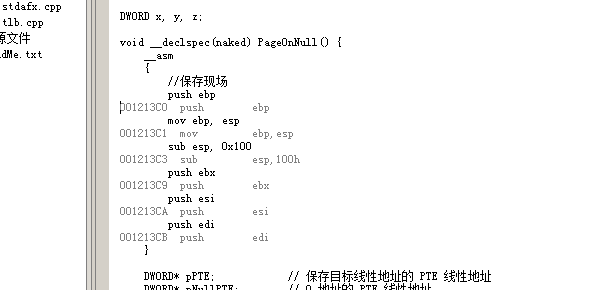 stdafx.cpp
tlb.cpp
源文件
dMe.txt
DWORD x, y, z;
void __declspec(naked) PageOnNull() {
__asm
{
//保存现场
push ebp
001213C0 push ebp
mov ebp, esp
001213C1 mov ebp,esp
sub esp, 0x100
001213C3 sub esp,100h
push ebx
001213C9 push ebx
push esi
001213CA push esi
push edi
001213CB push edi
}
DWORD* pPTE; // 保存目标线性地址的 PTE 线性地址
DWORD* pNullPTE; // 0 地址的 PTE 线性地址